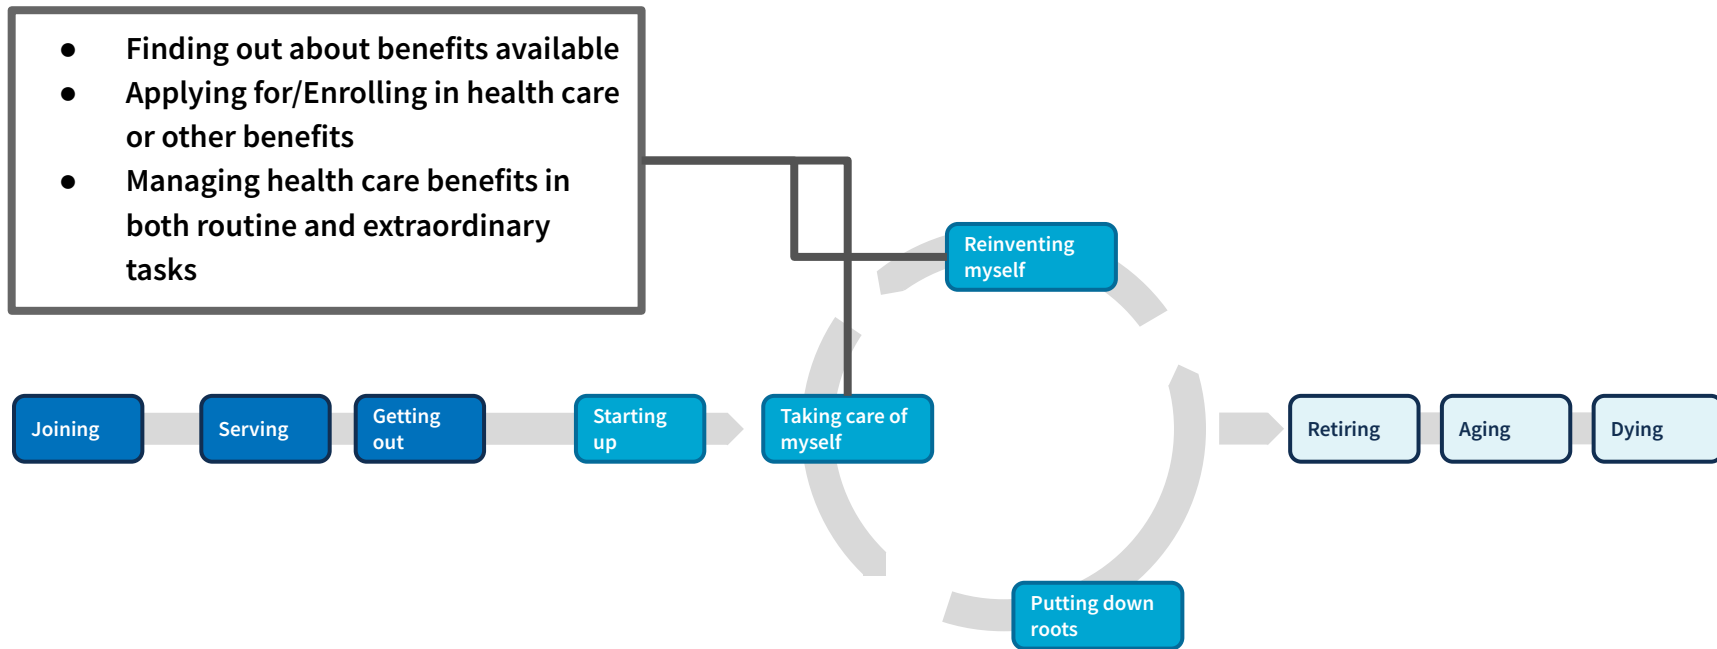 ● Finding out about benefits available
● Applying for/Enrolling in health care
or other benefits
● Managing health care benefits in
both routine and extraordinary
tasks
Reinventing
myself
Joining
Serving
Getting
out
Starting
up
Taking care of
myself
Retiring
Aging
Dying
Putting down
roots